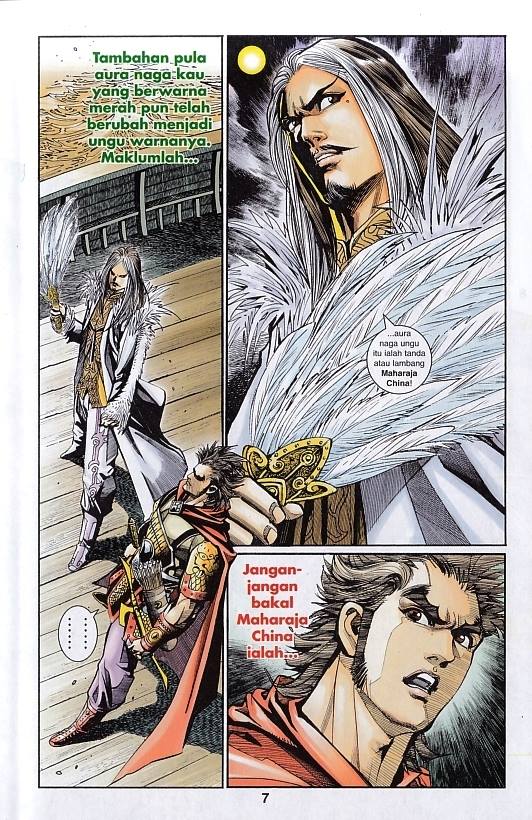 Tambahan pula
aura naga kau
yang berwarna
merah pun telah
berubah menjadi
ungu warnanya.
Maklumlah...
...aura
naga ungu
itu ialah tanda
atau lambang
Maharaja
China!
......
Jangan-
jangan
bakal
Maharaja
China
ialah...
7